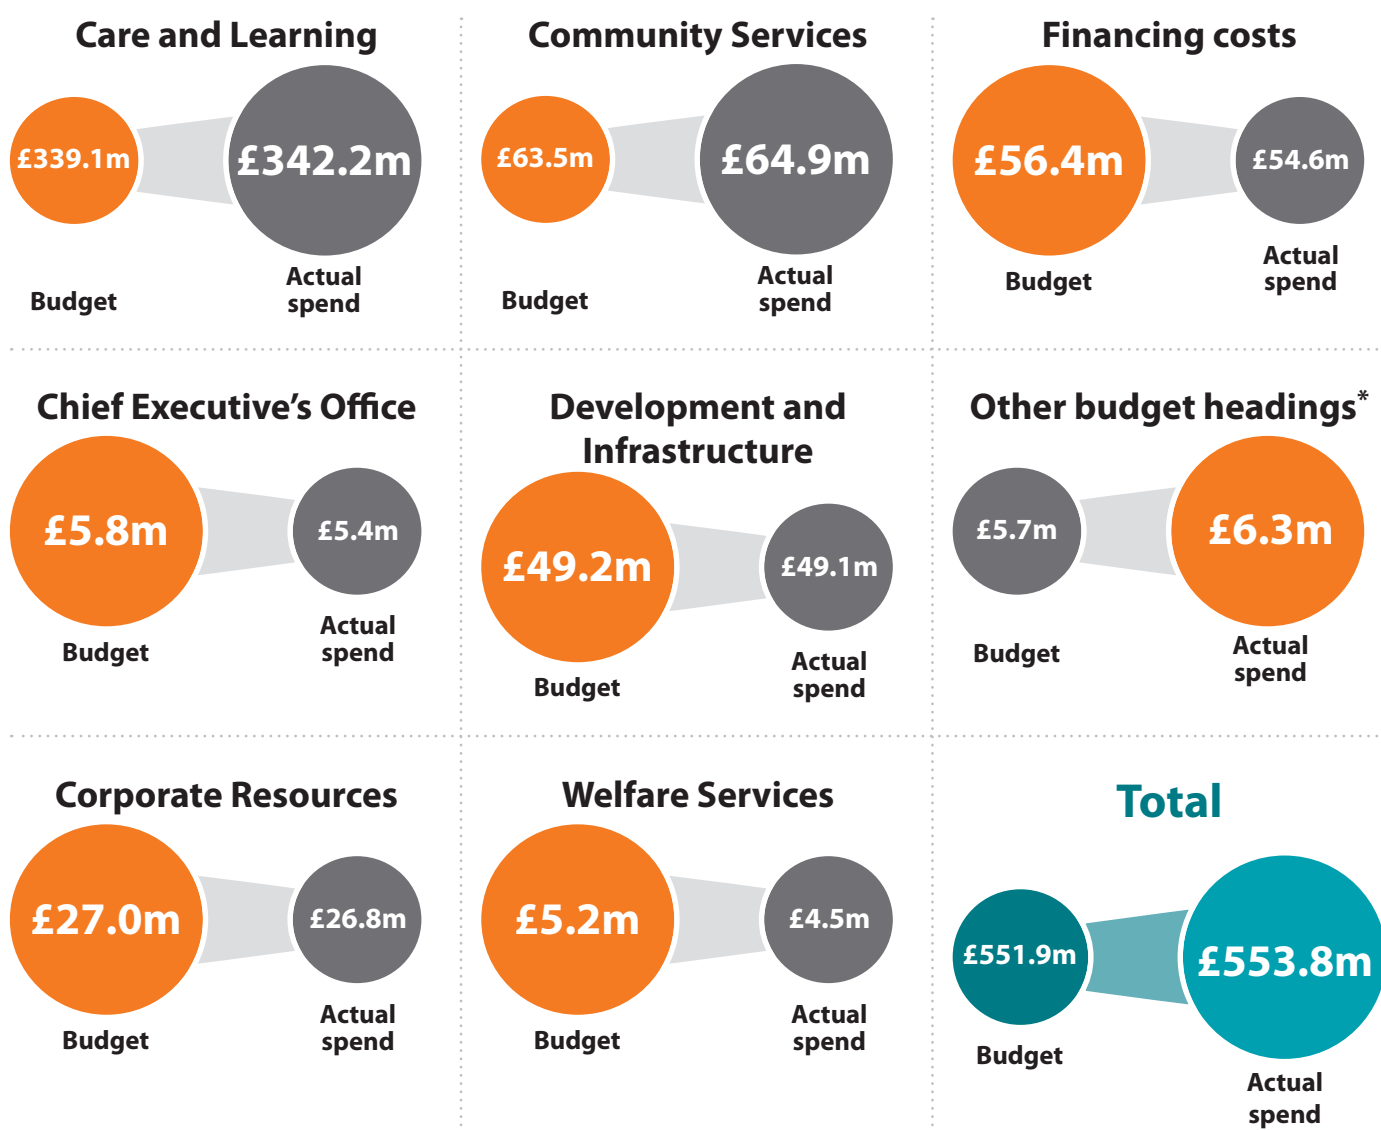 Care and Learning
£339.1m
£342.2m
Budget
Actual
spend
Community Services
£63.5m
£64.9m
Budget
Actual
spend
Financing costs
£56.4m
£54.6m
Budget
Actual
spend
Chief Executive’s Office
£5.8m
£5.4m
Budget
Actual
spend
Development and
Infrastructure
£49.2m
£49.1m
Budget
Actual
spend
Other budget headings*
£5.7m
£6.3m
Budget
Actual
spend
Corporate Resources
£27.0m
£26.8m
Budget
Actual
spend
Welfare Services
£5.2m
£4.5m
Budget
Actual
spend
Total
£551.9m
£553.8m
Budget
Actual
spend